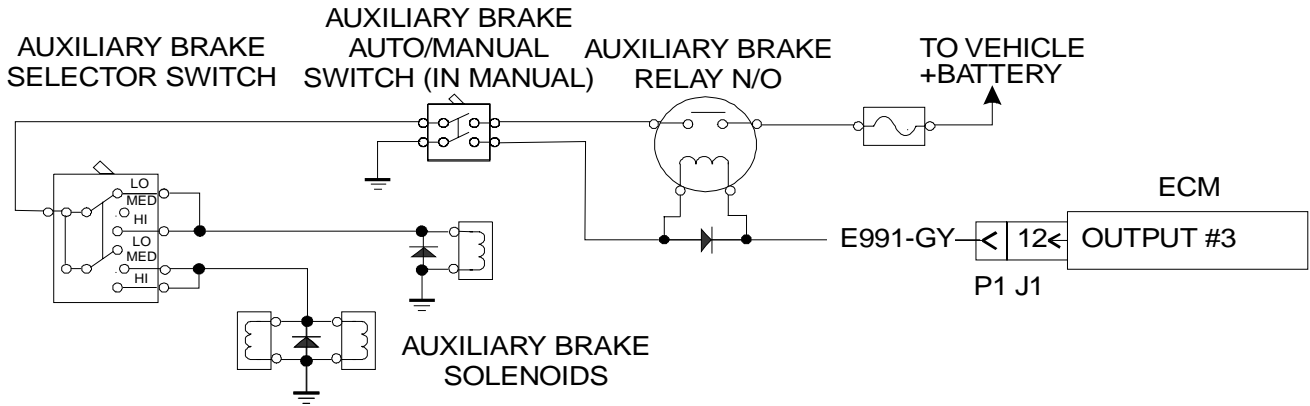 AUXILIARY BRAKE
SELECTOR SWITCH
AUXILIARY BRAKE
AUTO/MANUAL
SWITCH (IN MANUAL)
AUXILIARY BRAKE
RELAY N/O
TO VEHICLE
+BATTERY
LO
MED
HI
LO
MED
HI
ECM
E991-GY
12
OUTPUT #3
P1 J1
AUXILIARY BRAKE
SOLENOIDS